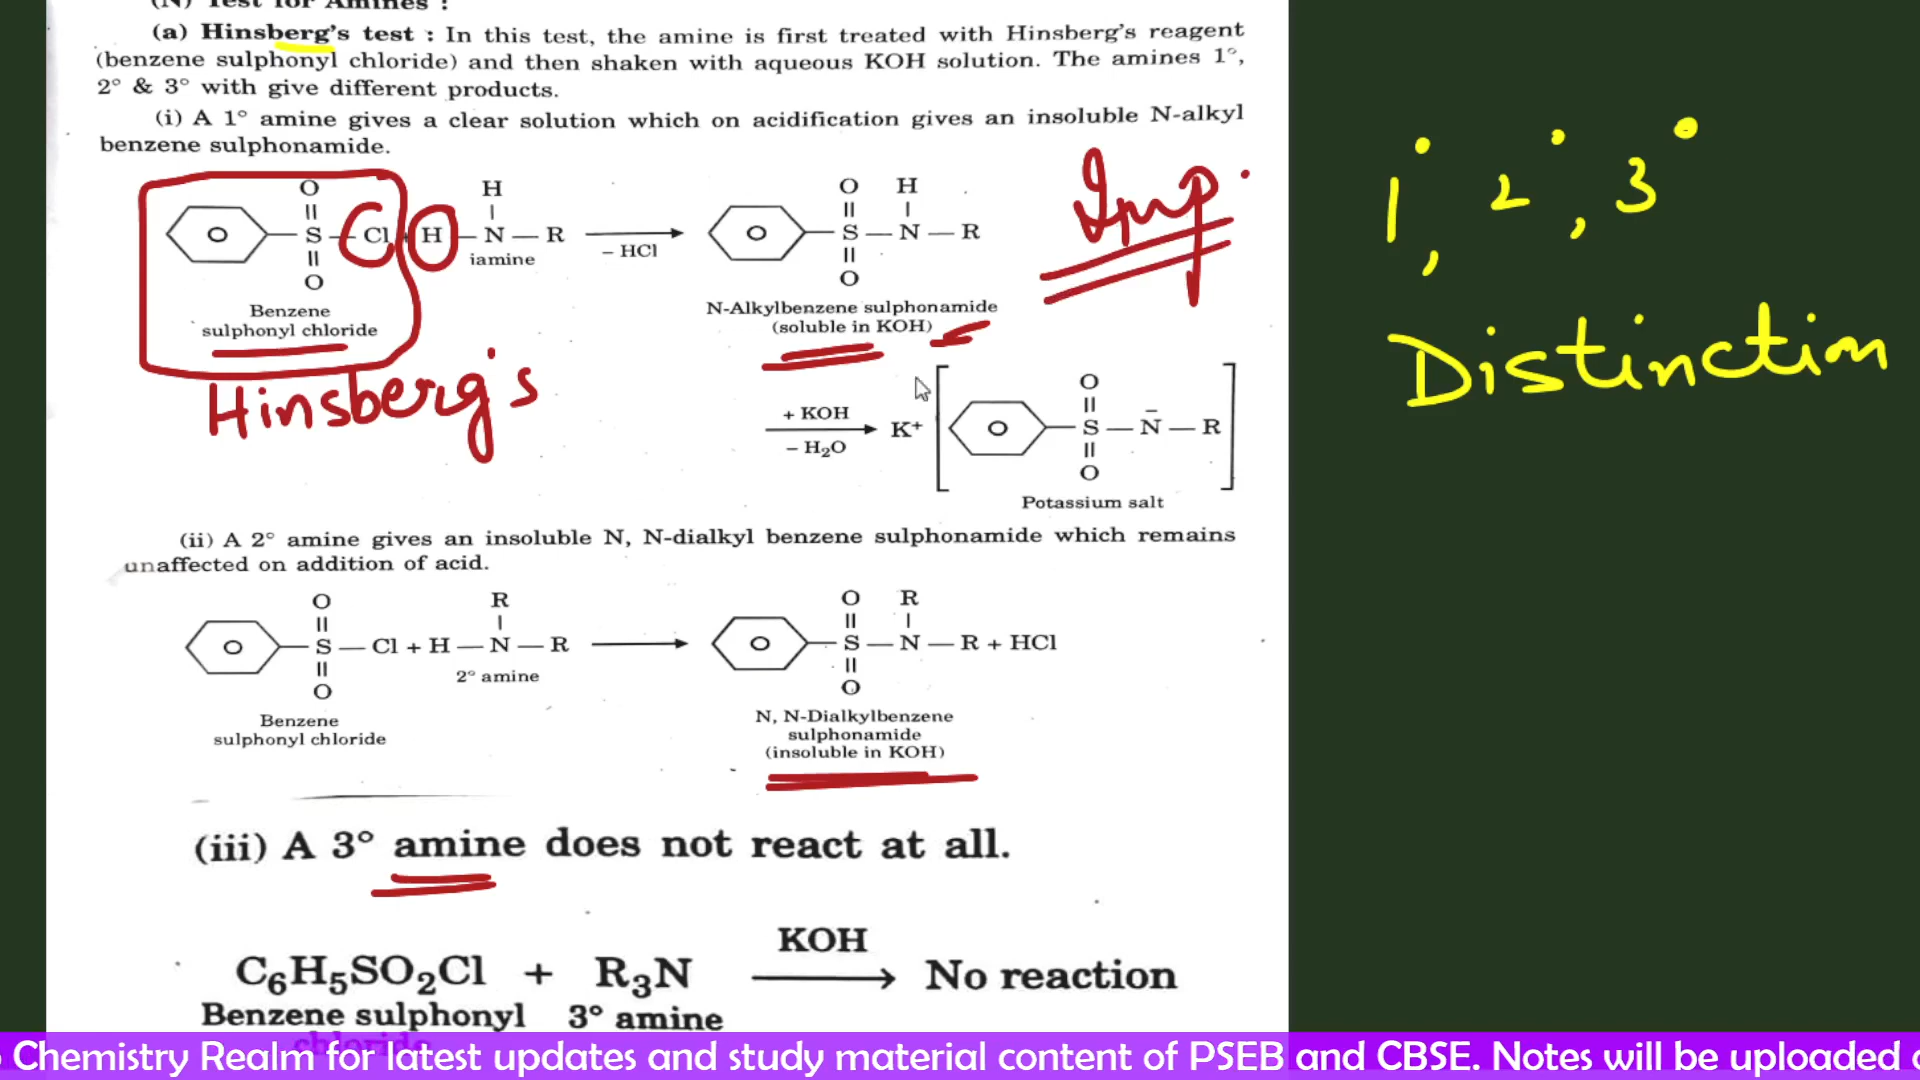 (N) Test for Amines :
(a) Hinsberg's test : In this test, the amine is first treated with Hinsberg's reagent
(benzene sulphonyl chloride) and then shaken with aqueous KOH solution. The amines 1°,
2° & 3° with give different products.
(i) A 1° amine gives a clear solution which on acidification gives an insoluble N-alkyl
benzene sulphonamide.
O H O H
|| | || |
S — Cl + H — N — R – HCl S — N — R
|| iamine ||
O O
Benzene
sulphonyl chloride
N-Alkylbenzene sulphonamide
(soluble in KOH)
Imp.
Hinsberg's
1°, 2°, 3°
Distinction
+ KOH
– H₂O
K⁺
O
||
S — N̄ — R
||
O
Potassium salt
(ii) A 2° amine gives an insoluble N, N-dialkyl benzene sulphonamide which remains
unaffected on addition of acid.
O R O R
|| | || |
S — Cl + H — N — R S — N — R + HCl
|| 2° amine ||
O O
Benzene
sulphonyl chloride
N, N-Dialkylbenzene
sulphonamide
(insoluble in KOH)
(iii) A 3° amine does not react at all.
KOH
C₆H₅SO₂Cl + R₃N No reaction
Benzene sulphonyl 3° amine
chloride
Chemistry Realm for latest updates and study material content of PSEB and CBSE. Notes will be uploaded